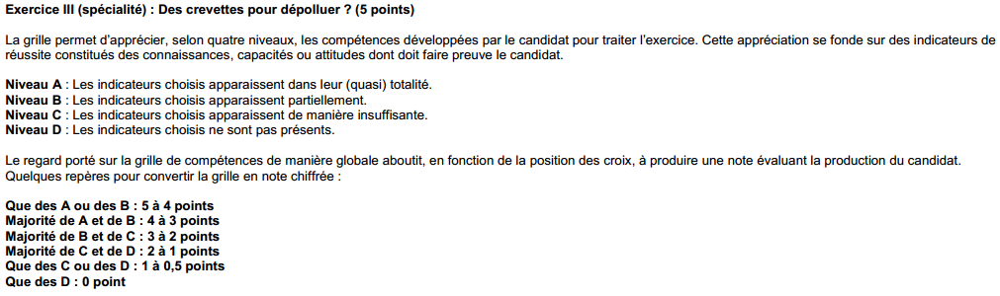 Exercice III (spécialité) : Des crevettes pour dépolluer ? (5 points)
La grille permet d'apprécier, selon quatre niveaux, les compétences développées par le candidat pour traiter l'exercice. Cette appréciation se fonde sur des indicateurs de
réussite constitués des connaissances, capacités ou attitudes dont doit faire preuve le candidat.
Niveau A : Les indicateurs choisis apparaissent dans leur (quasi) totalité.
Niveau B : Les indicateurs choisis apparaissent partiellement.
Niveau C : Les indicateurs choisis apparaissent de manière insuffisante.
Niveau D : Les indicateurs choisis ne sont pas présents.
Le regard porté sur la grille de compétences de manière globale aboutit, en fonction de la position des croix, à produire une note évaluant la production du candidat.
Quelques repères pour convertir la grille en note chiffrée :
Que des A ou des B : 5 à 4 points
Majorité de A et de B : 4 à 3 points
Majorité de B et de C : 3 à 2 points
Majorité de C et de D : 2 à 1 points
Que des C ou des D : 1 à 0,5 points
Que des D : 0 point